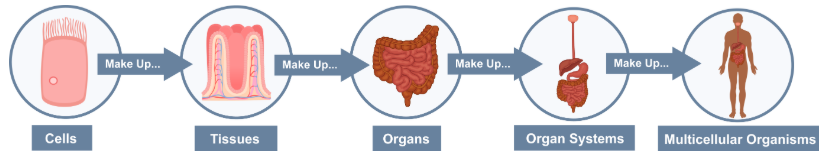 Make Up...
Make Up...
Make Up...
Make Up...
Cells
Tissues
Organs
Organ Systems
Multicellular Organisms